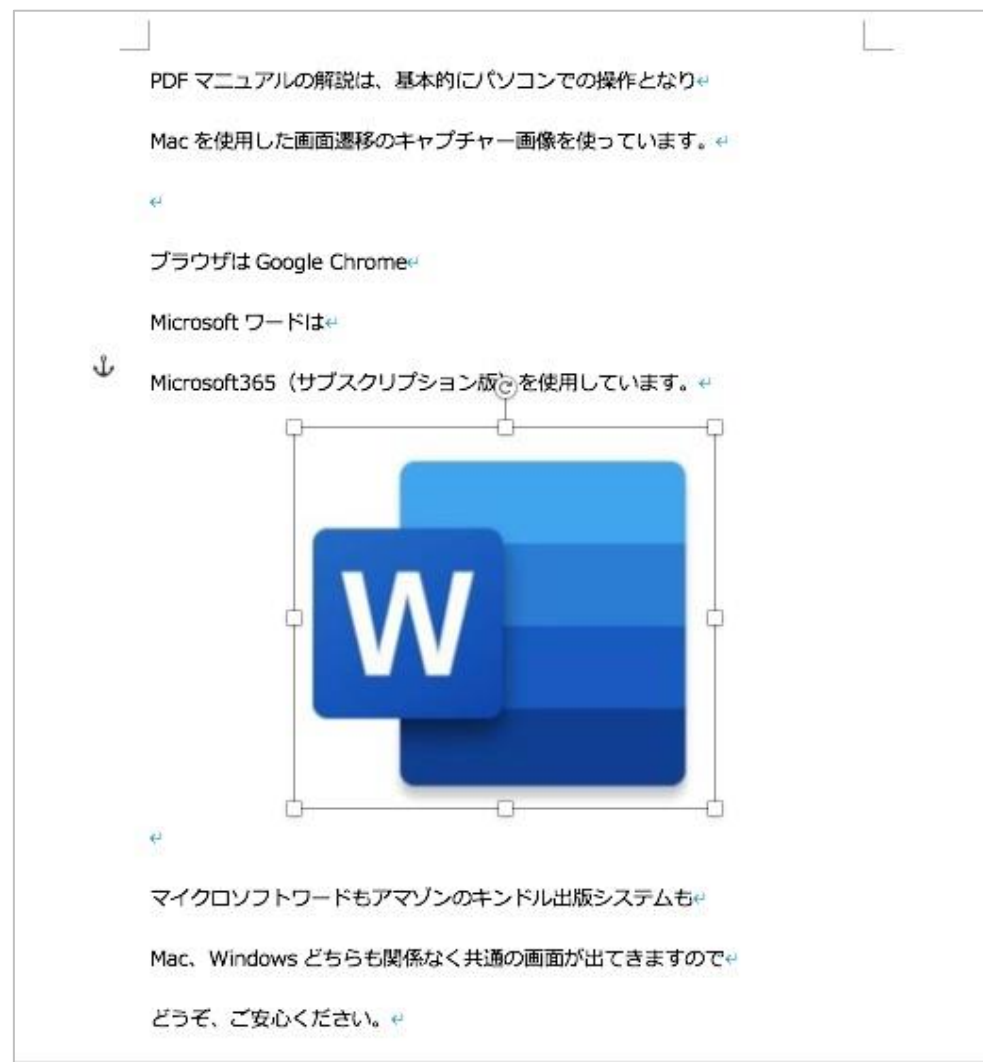 PDF マニュアルの解説は、基本的にパソコンでの操作となり
Mac を使用した画面遷移のキャプチャー画像を使っています。
ブラウザは Google Chrome
Microsoft ワードは
Microsoft365（サブスクリプション版）を使用しています。
W
マイクロソフトワードもアマゾンのキンドル出版システムも
Mac、Windows どちらも関係なく共通の画面が出てきますので
どうぞ、ご安心ください。